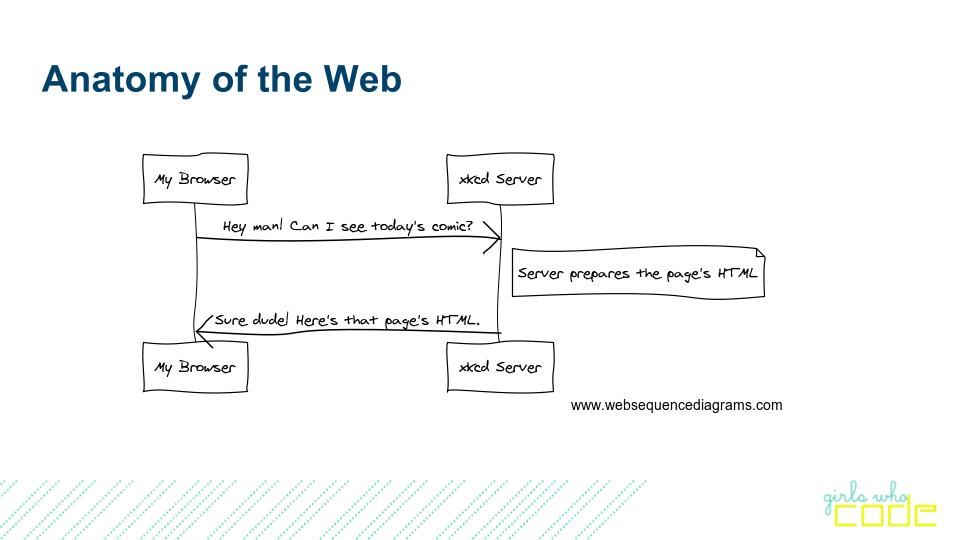 Anatomy of the Web
My Browser
xkcd Server
Hey man! Can I see today's comic?
Server prepares the page's HTML
Sure dude! Here's that page's HTML.
My Browser
xkcd Server
www.websequencediagrams.com
girls who
CODE